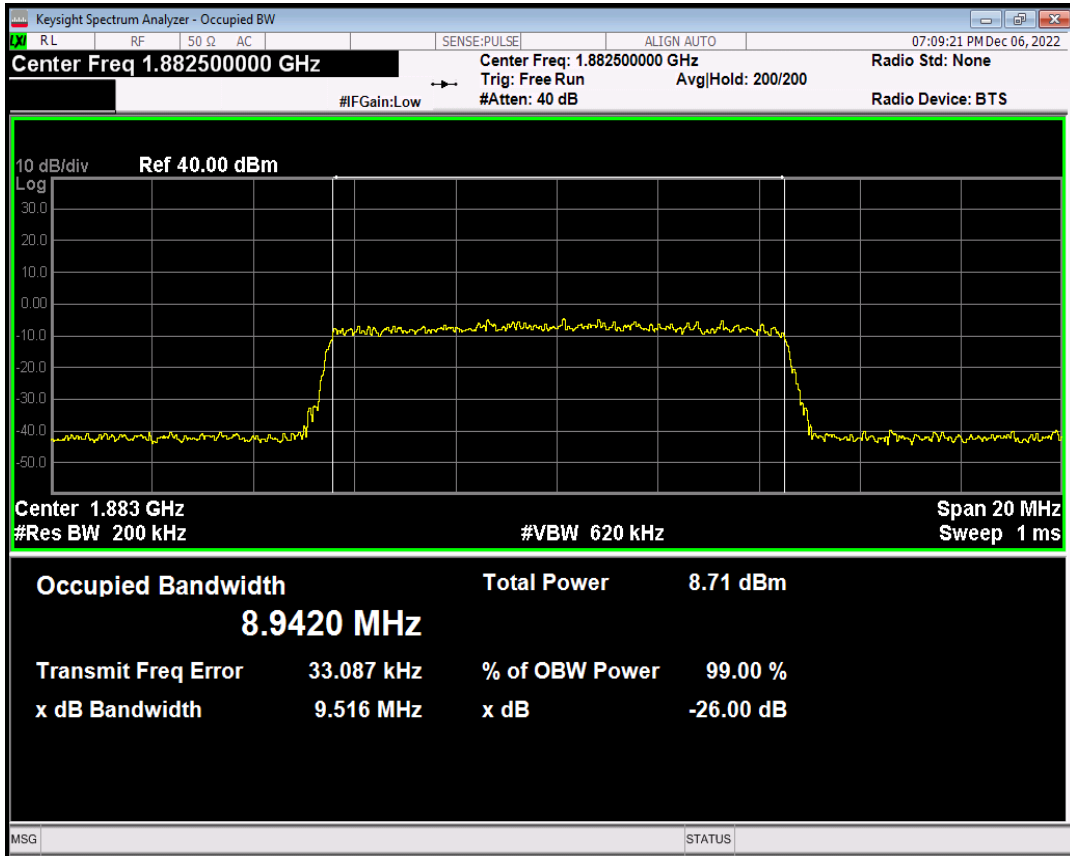 Keysight Spectrum Analyzer - Occupied BW
LXI RL RF 50 Ω AC SENSE:PULSE ALIGN AUTO 07:09:21 PM Dec 06, 2022
Center Freq 1.882500000 GHz Center Freq: 1.882500000 GHz Radio Std: None
Trig: Free Run Avg|Hold: 200/200
#IFGain:Low #Atten: 40 dB Radio Device: BTS
10 dB/div Ref 40.00 dBm
Log
30.0
20.0
10.0
0.00
-10.0
-20.0
-30.0
-40.0
-50.0
Center 1.883 GHz Span 20 MHz
#Res BW 200 kHz #VBW 620 kHz Sweep 1 ms
Occupied Bandwidth Total Power 8.71 dBm
8.9420 MHz
Transmit Freq Error 33.087 kHz % of OBW Power 99.00 %
x dB Bandwidth 9.516 MHz x dB -26.00 dB
MSG STATUS